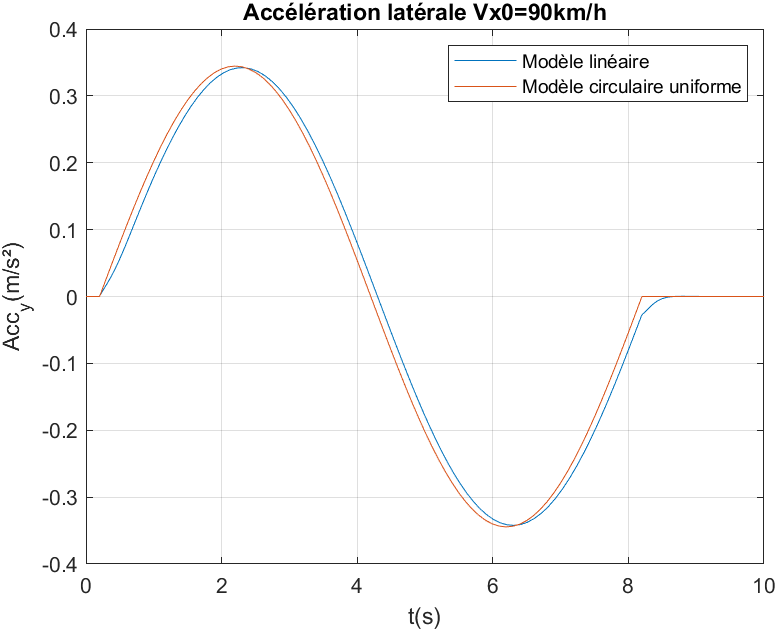 Accélération latérale Vx0=90km/h
Modèle linéaire
Modèle circulaire uniforme
0.4
0.3
0.2
0.1
0
-0.1
-0.2
-0.3
-0.4
Acc_y(m/s²)
0 2 4 6 8 10
t(s)